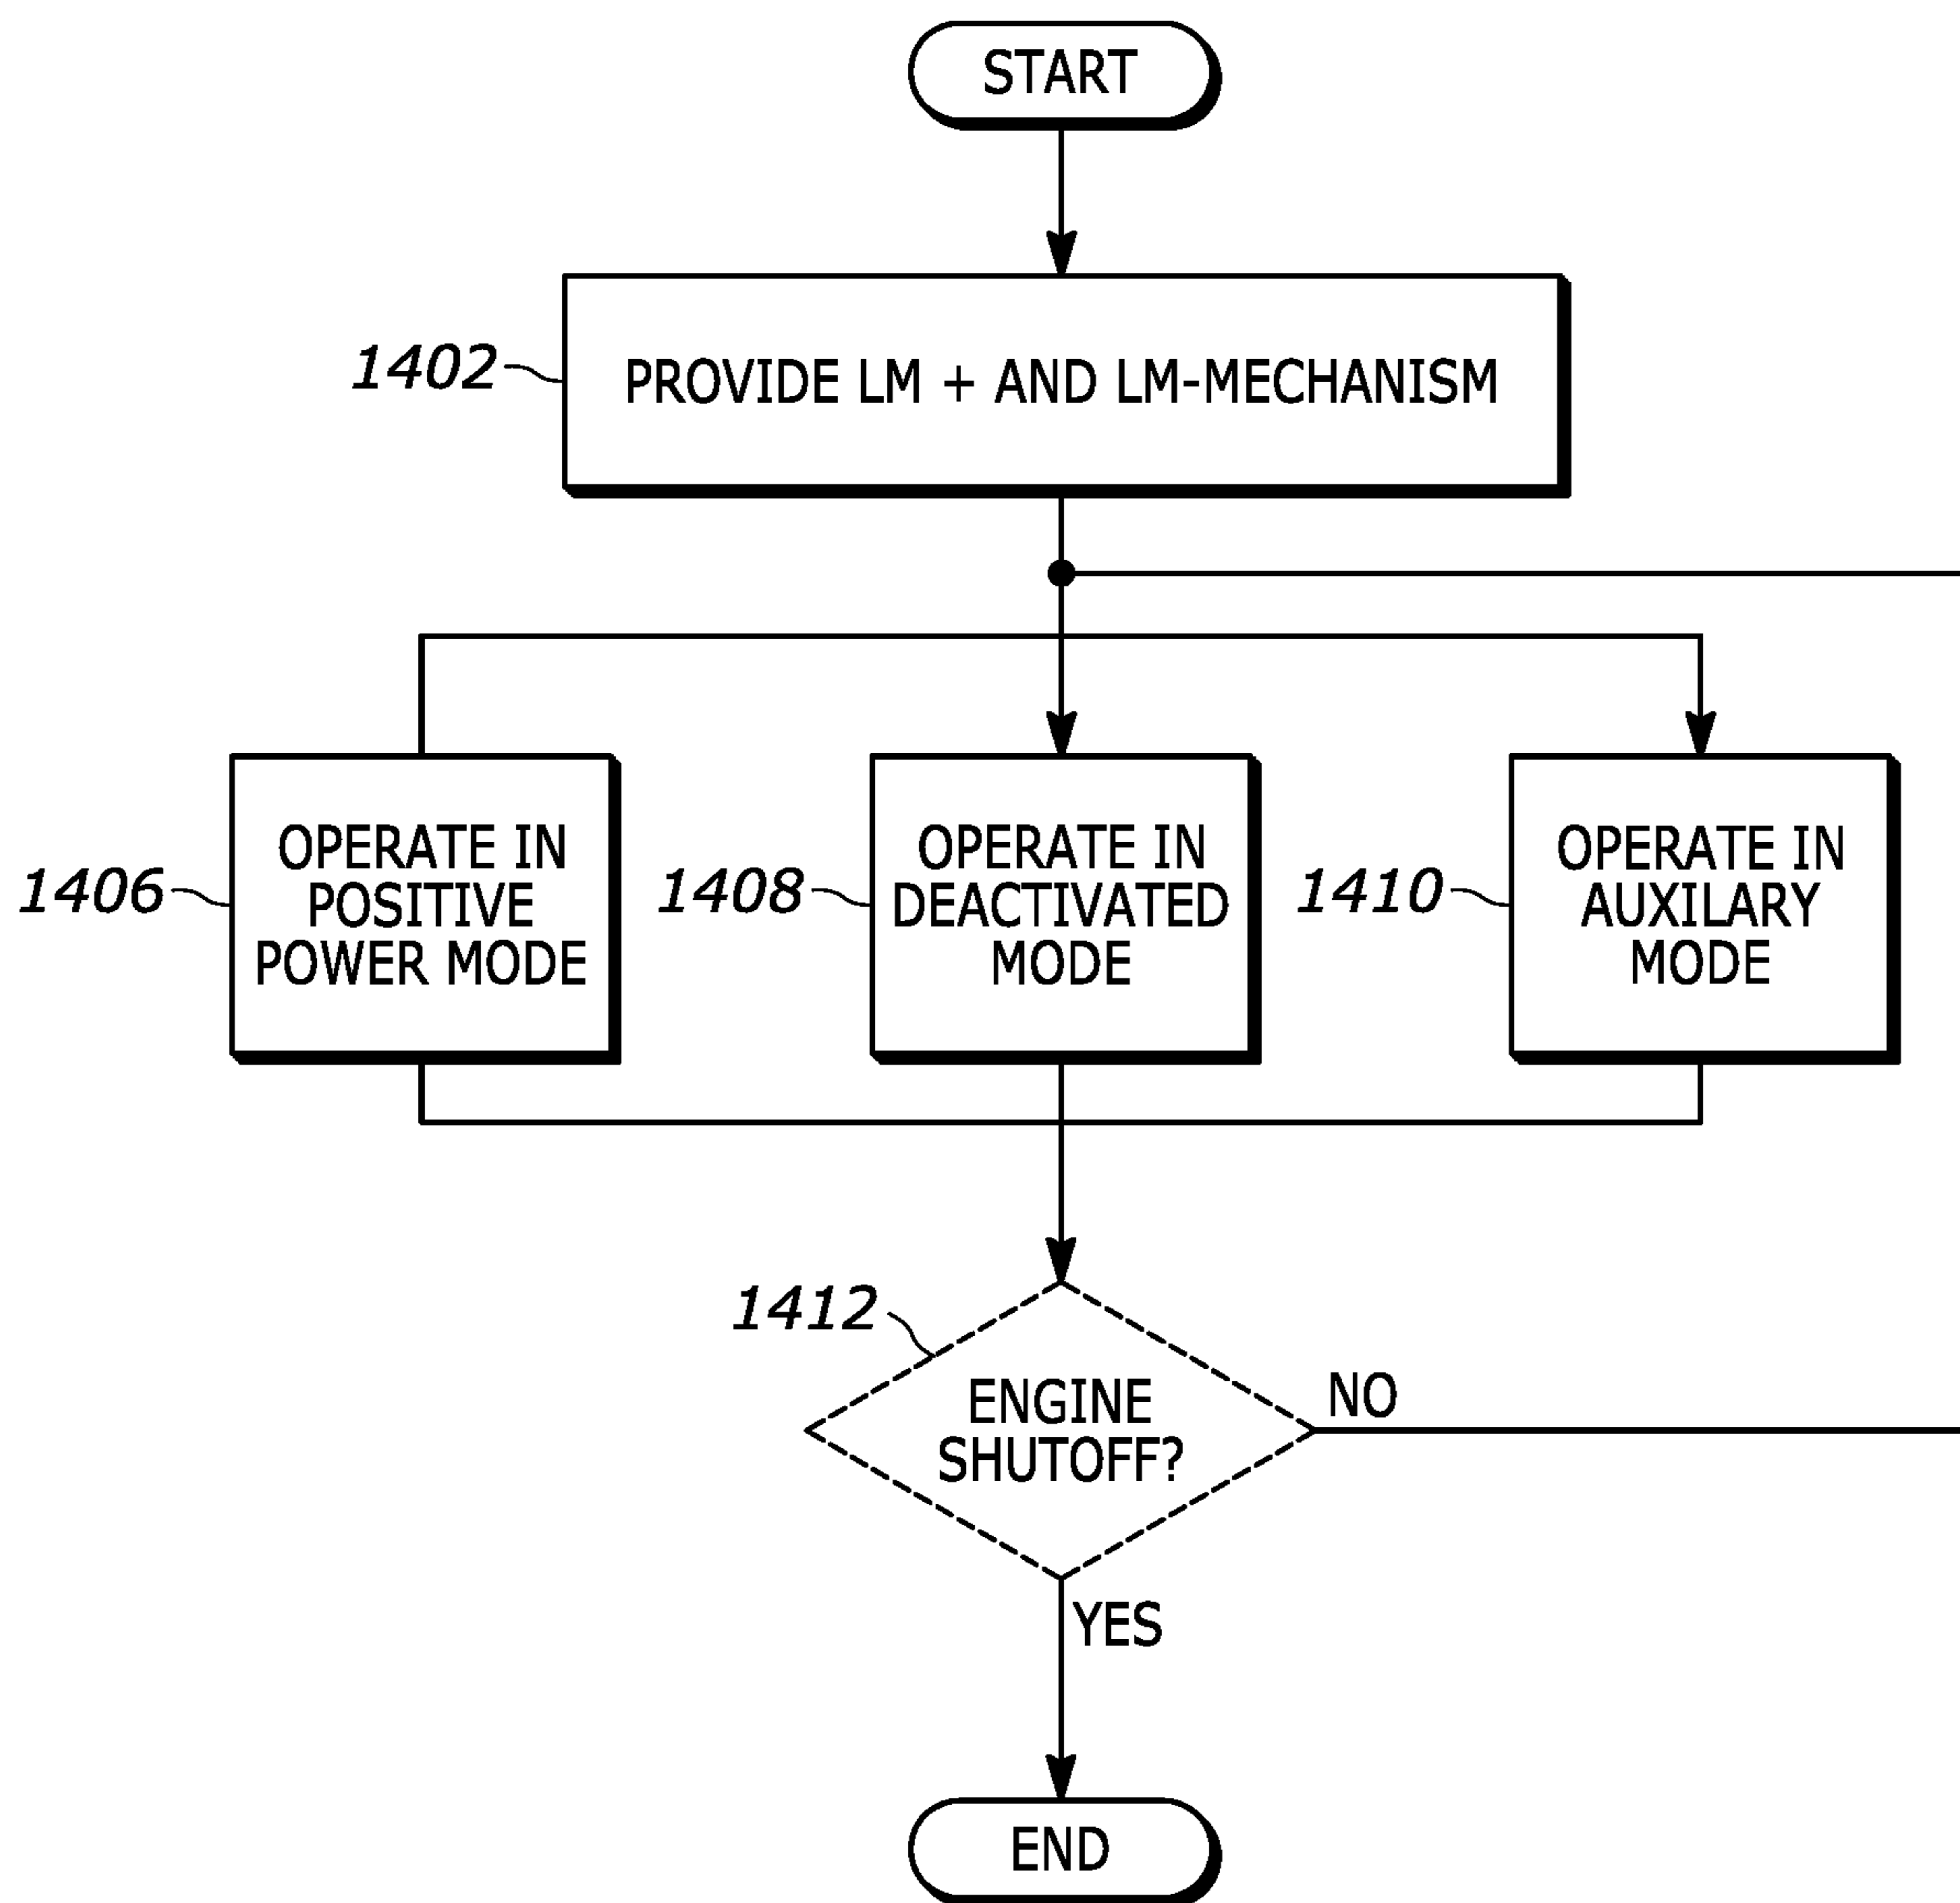 START
1402
PROVIDE LM + AND LM-MECHANISM
1406
OPERATE IN
POSITIVE
POWER MODE
1408
OPERATE IN
DEACTIVATED
MODE
1410
OPERATE IN
AUXILARY
MODE
1412
ENGINE
SHUTOFF?
NO
YES
END